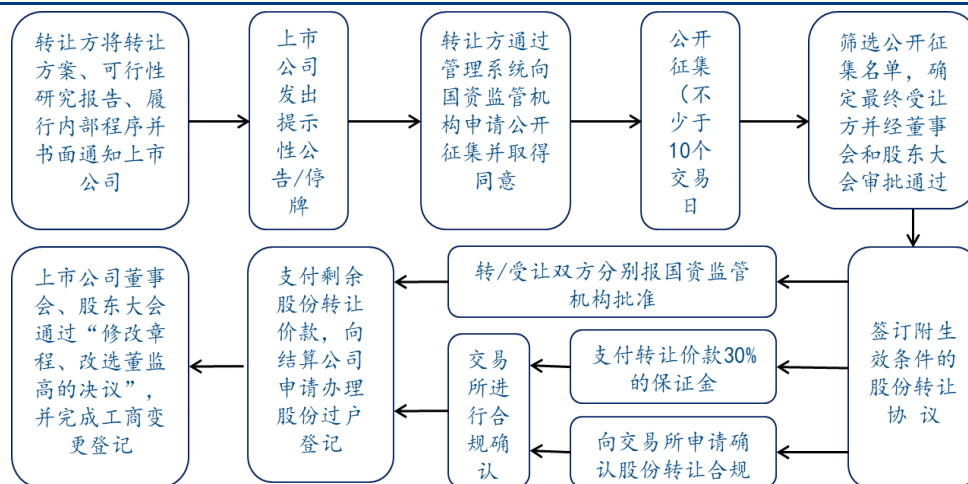 转让方将转让
方案、可行性
研究报告、履
行内部程序并
书面通知上市
公司
上市
公司
发出
提示
性公
告/停
牌
转让方通过
管理系统向
国资监管机
构申请公开
征集并取得
同意
公开
征集
（不
少于
10个
交易
日
筛选公开征
集名单，确
定最终受让
方并经董事
会和股东大
会审批通过
签订附生
效条件的
股份转让
协 议
转/受让双方分别报国资监管
机构批准
支付转让价款30%
的保证金
向交易所申请确
认股份转让合规
交易
所进
行合
规确
认
支付剩余
股份转让
价款，向
结算公司
申请办理
股份过户
登记
上市公司董事
会、股东大会
通过“修改章
程、改选董监
高的决议”，
并完成工商变
更登记